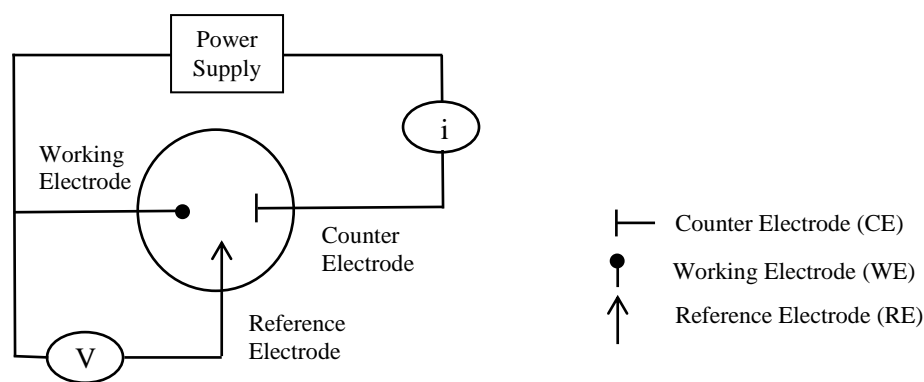 Power
Supply
i
Working
Electrode
Counter
Electrode
Reference
Electrode
V
Counter Electrode (CE)
Working Electrode (WE)
Reference Electrode (RE)